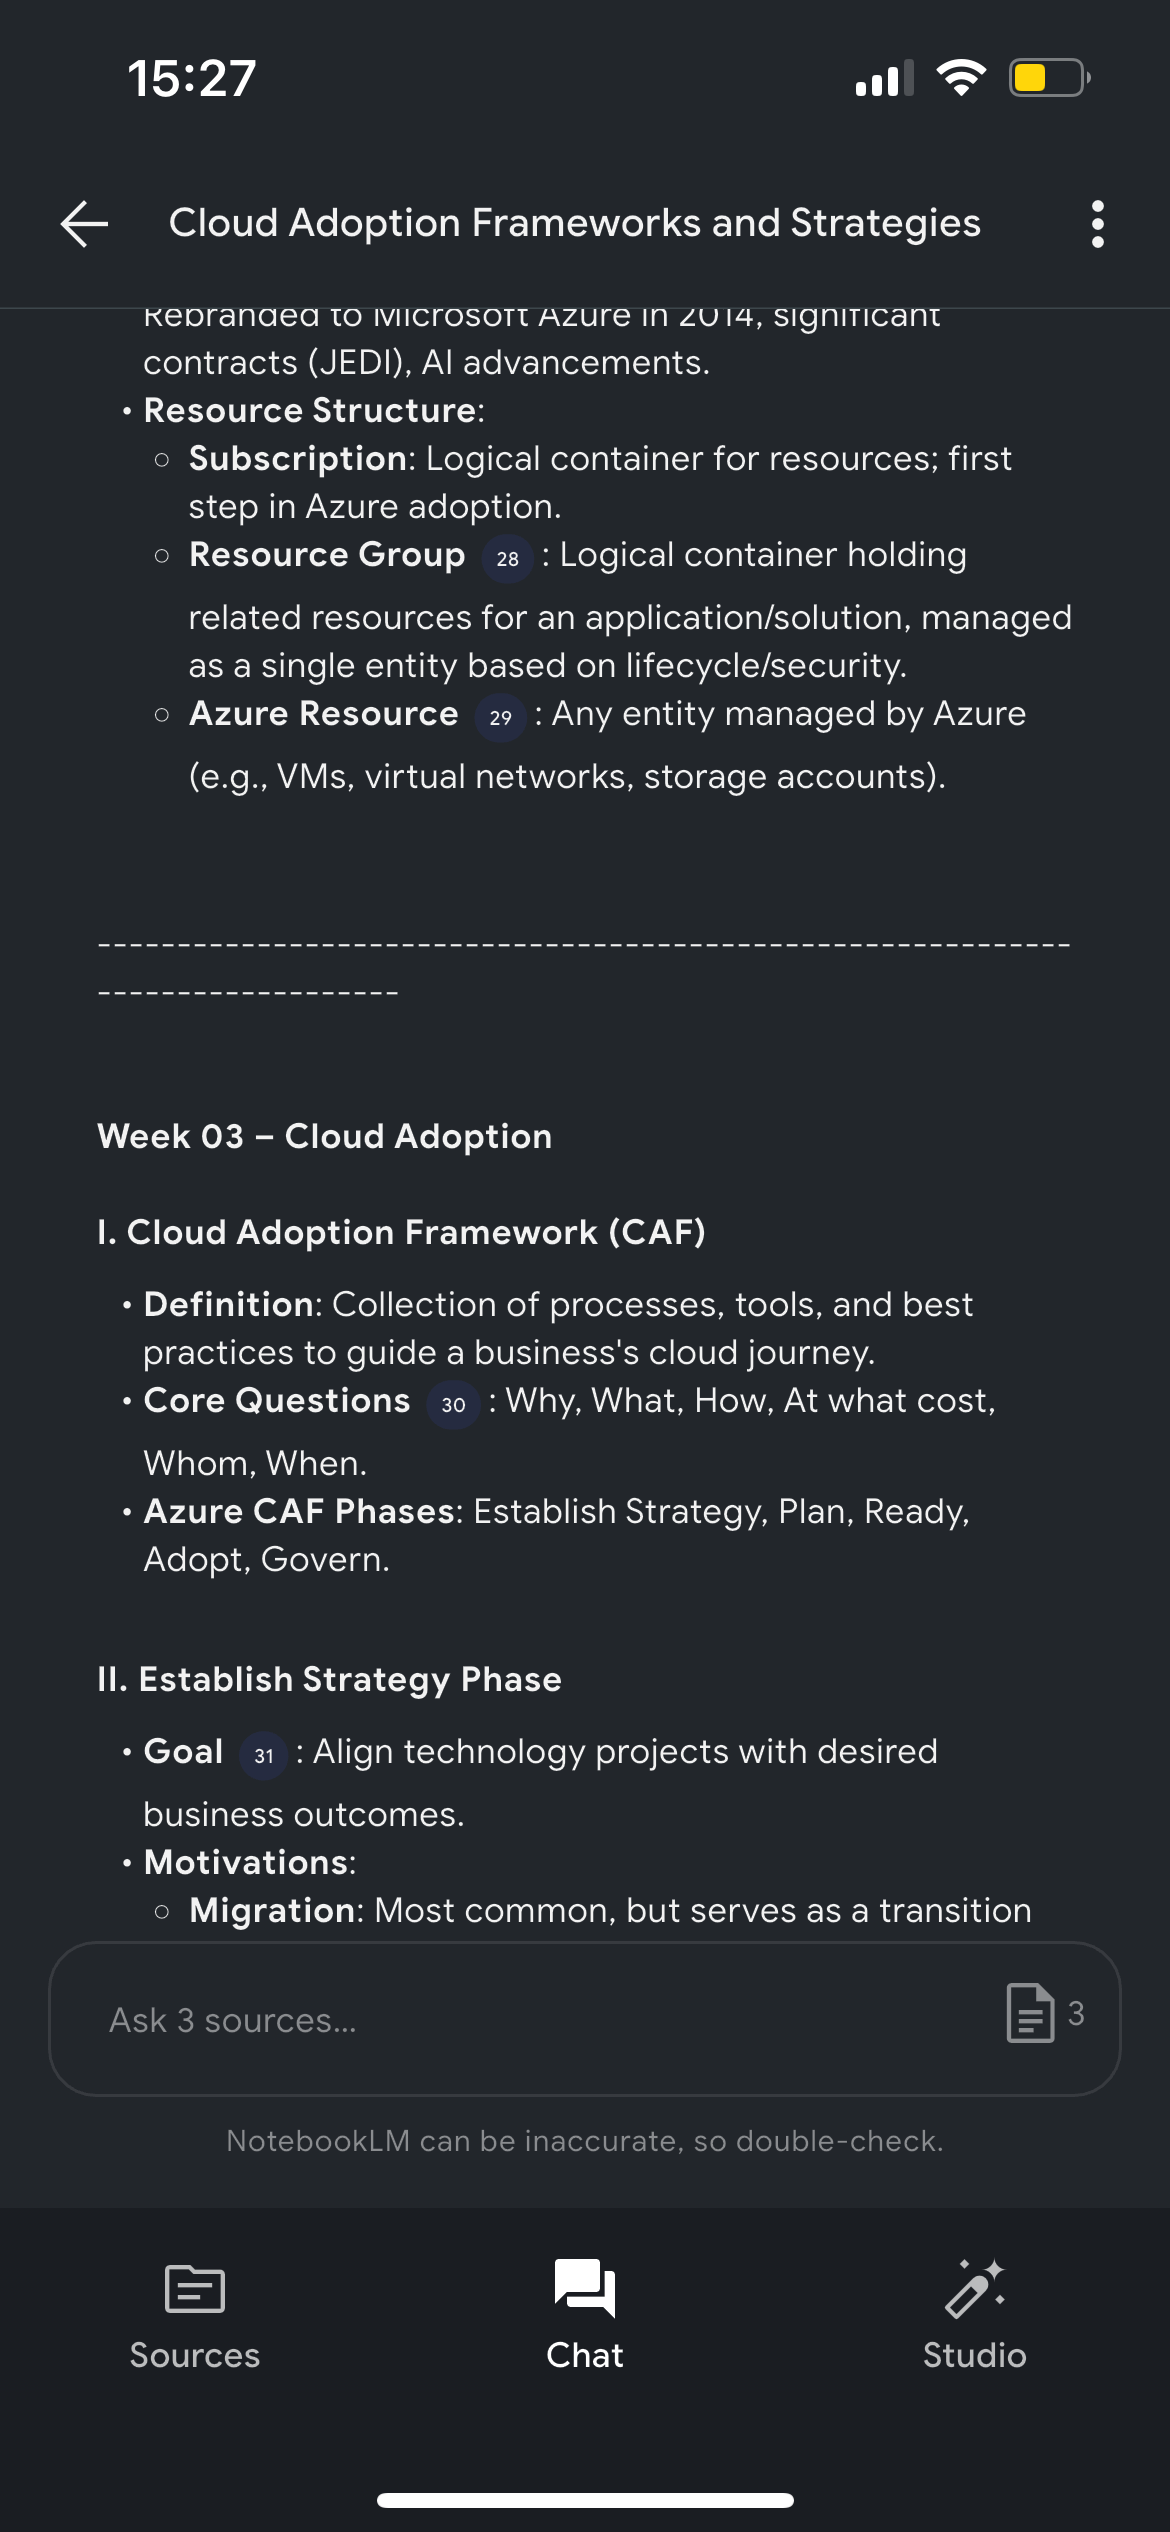 15:27
Cloud Adoption Frameworks and Strategies
Rebranded to Microsoft Azure in 2014, significant
contracts (JEDI), AI advancements.
• Resource Structure:
○ Subscription: Logical container for resources; first
step in Azure adoption.
○ Resource Group 28 : Logical container holding
related resources for an application/solution, managed
as a single entity based on lifecycle/security.
○ Azure Resource 29 : Any entity managed by Azure
(e.g., VMs, virtual networks, storage accounts).
-------------------------------------------------------------
-------------------
Week 03 – Cloud Adoption
I. Cloud Adoption Framework (CAF)
• Definition: Collection of processes, tools, and best
practices to guide a business's cloud journey.
• Core Questions 30 : Why, What, How, At what cost,
Whom, When.
• Azure CAF Phases: Establish Strategy, Plan, Ready,
Adopt, Govern.
II. Establish Strategy Phase
• Goal 31 : Align technology projects with desired
business outcomes.
• Motivations:
○ Migration: Most common, but serves as a transition
Ask 3 sources...
3
NotebookLM can be inaccurate, so double-check.
Sources
Chat
Studio